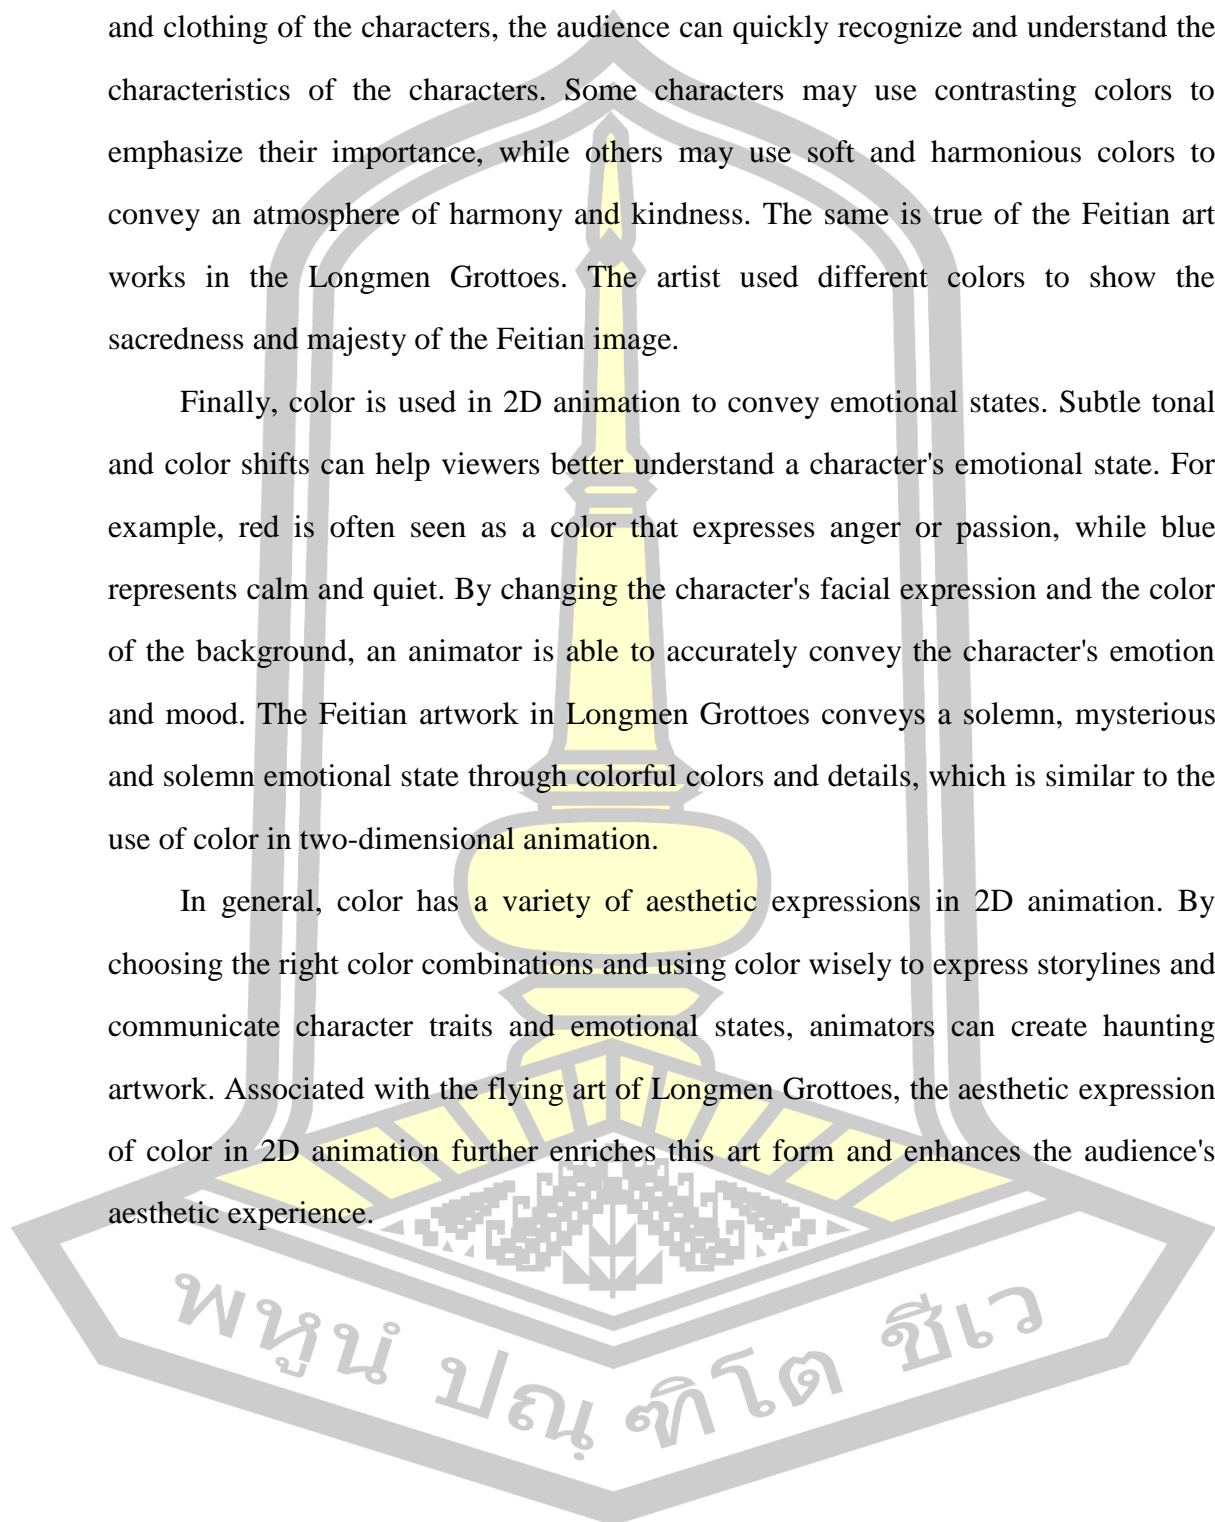 and clothing of the characters, the audience can quickly recognize and understand the
characteristics of the characters. Some characters may use contrasting colors to
emphasize their importance, while others may use soft and harmonious colors to
convey an atmosphere of harmony and kindness. The same is true of the Feitian art
works in the Longmen Grottoes. The artist used different colors to show the
sacredness and majesty of the Feitian image.
Finally, color is used in 2D animation to convey emotional states. Subtle tonal
and color shifts can help viewers better understand a character's emotional state. For
example, red is often seen as a color that expresses anger or passion, while blue
represents calm and quiet. By changing the character's facial expression and the color
of the background, an animator is able to accurately convey the character's emotion
and mood. The Feitian artwork in Longmen Grottoes conveys a solemn, mysterious
and solemn emotional state through colorful colors and details, which is similar to the
use of color in two-dimensional animation.
In general, color has a variety of aesthetic expressions in 2D animation. By
choosing the right color combinations and using color wisely to express storylines and
communicate character traits and emotional states, animators can create haunting
artwork. Associated with the flying art of Longmen Grottoes, the aesthetic expression
of color in 2D animation further enriches this art form and enhances the audience's
aesthetic experience.
พหูนํ ปณฺฑิโต ชีเว